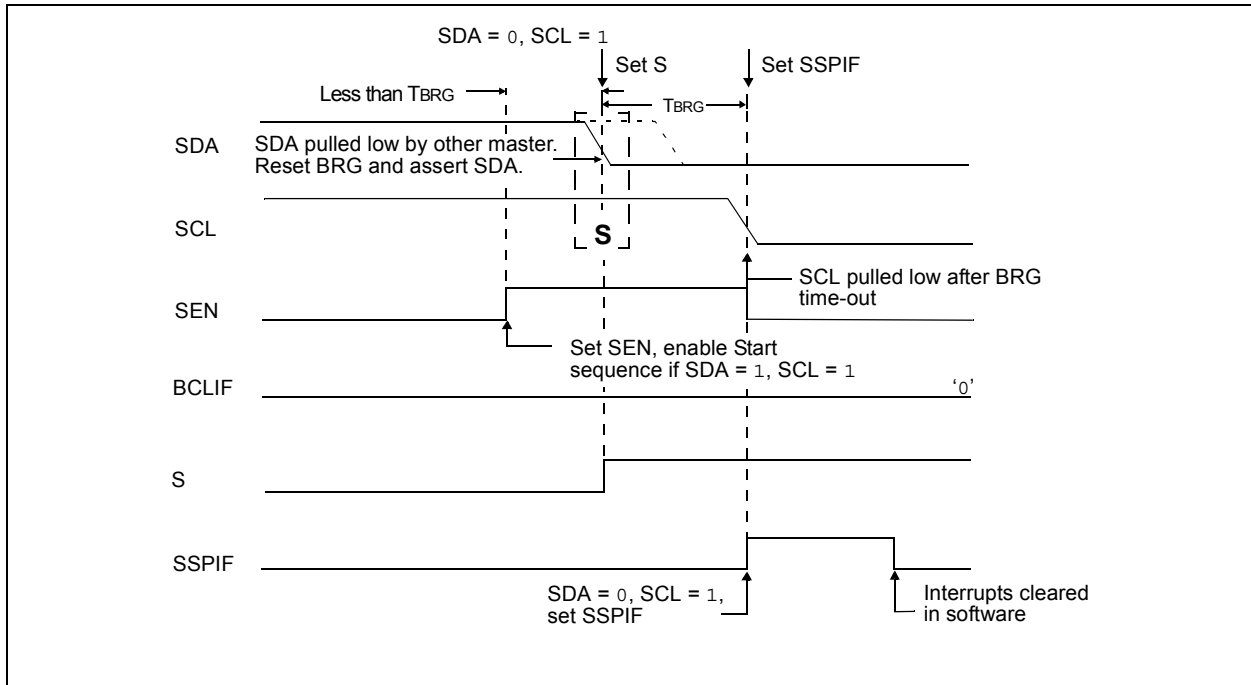 SDA = 0, SCL = 1
Set S
Set SSPIF
Less than TBRG
TBRG
SDA
SDA pulled low by other master.
Reset BRG and assert SDA.
SCL
S
SCL pulled low after BRG
time-out
SEN
Set SEN, enable Start
sequence if SDA = 1, SCL = 1
BCLIF
‘0’
S
SSPIF
SDA = 0, SCL = 1,
set SSPIF
Interrupts cleared
in software